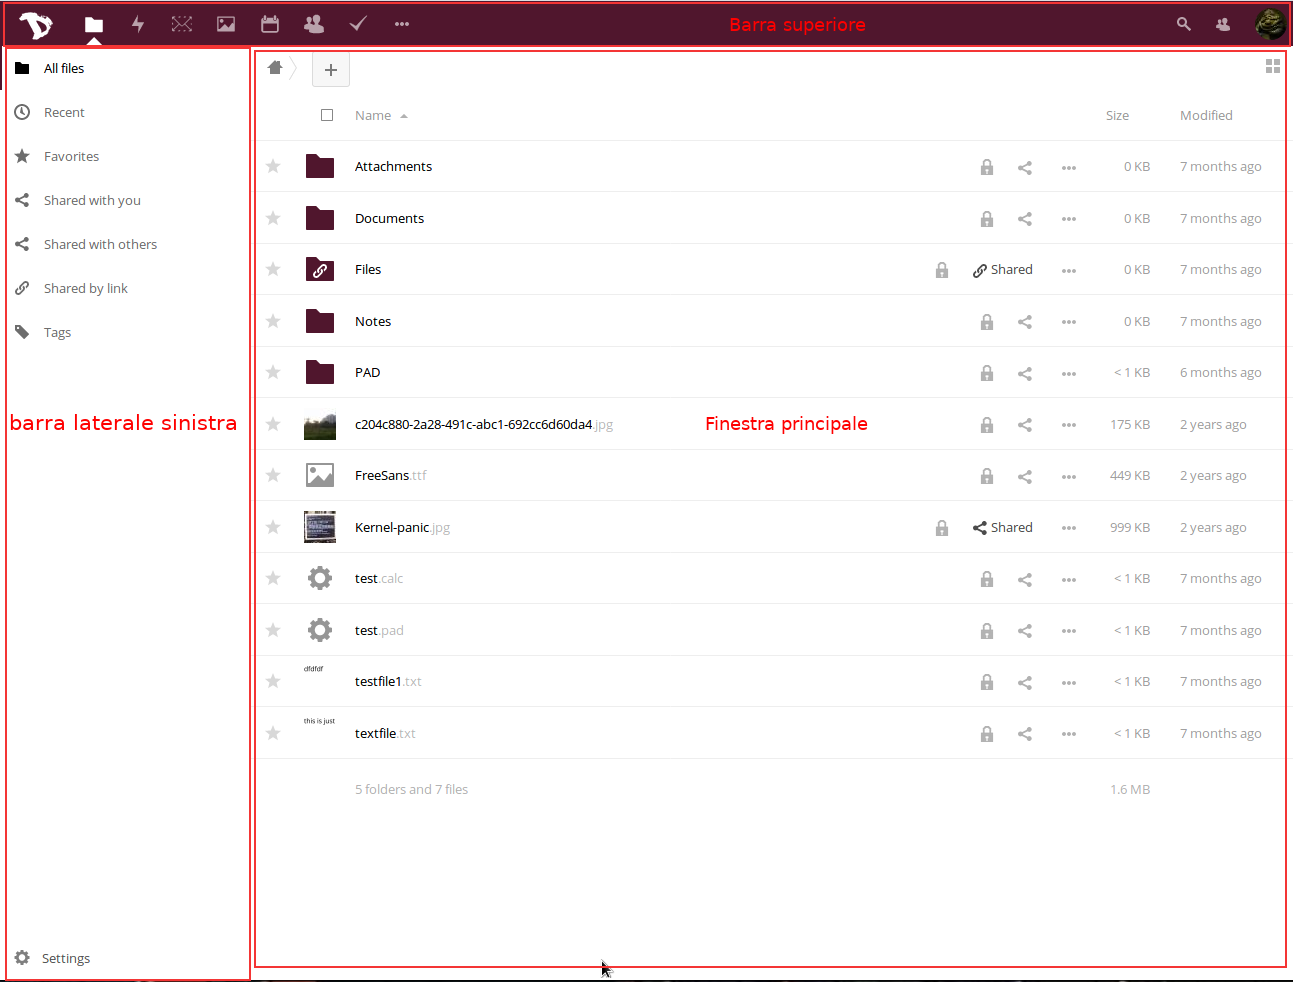 Barra superiore
All files
Recent
Favorites
Shared with you
Shared with others
Shared by link
Tags
barra laterale sinistra
Settings
Name Size Modified
Attachments 0 KB 7 months ago
Documents 0 KB 7 months ago
Files Shared 0 KB 7 months ago
Notes 0 KB 7 months ago
PAD < 1 KB 6 months ago
c204c880-2a28-491c-abc1-692cc6d60da4.jpg Finestra principale 175 KB 2 years ago
FreeSans.ttf 449 KB 2 years ago
Kernel-panic.jpg Shared 999 KB 2 years ago
test.calc < 1 KB 7 months ago
test.pad < 1 KB 7 months ago
dfdfdf
testfile1.txt < 1 KB 7 months ago
this is just
textfile.txt < 1 KB 7 months ago
5 folders and 7 files 1.6 MB